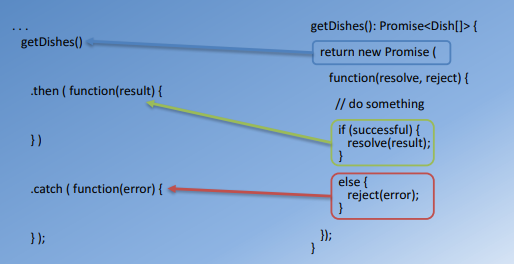 . . .
getDishes()
.then ( function(result) {
} )
.catch ( function(error) {
} );
getDishes(): Promise<Dish[]> {
return new Promise (
function(resolve, reject) {
// do something
if (successful) {
resolve(result);
}
else {
reject(error);
}
});
}